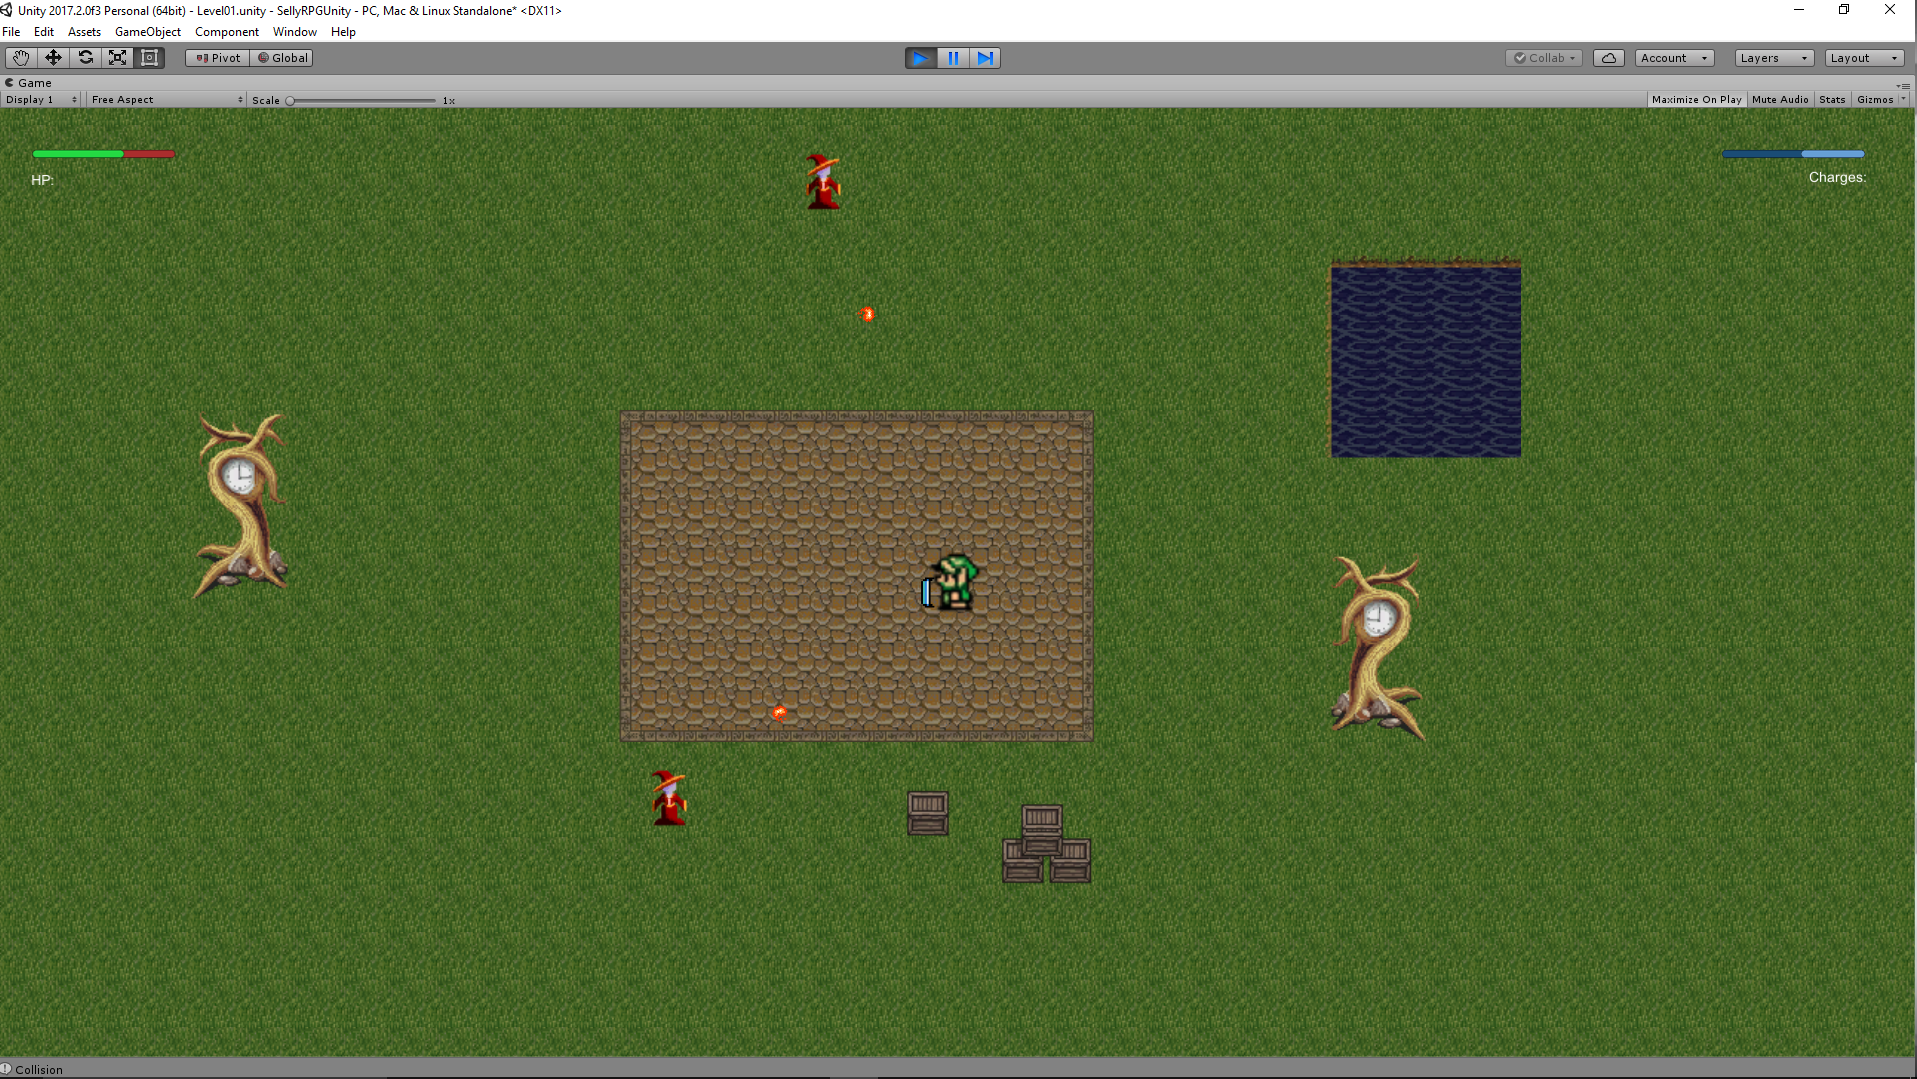 Unity 2017.2.0f3 Personal (64bit) - Level01.unity - SellyRPGUnity - PC, Mac & Linux Standalone* <DX11>
File Edit Assets GameObject Component Window Help
Pivot Global Collab Account Layers Layout
Game
Display 1 Free Aspect Scale 1x Maximize On Play Mute Audio Stats Gizmos
HP:
Charges:
Collision